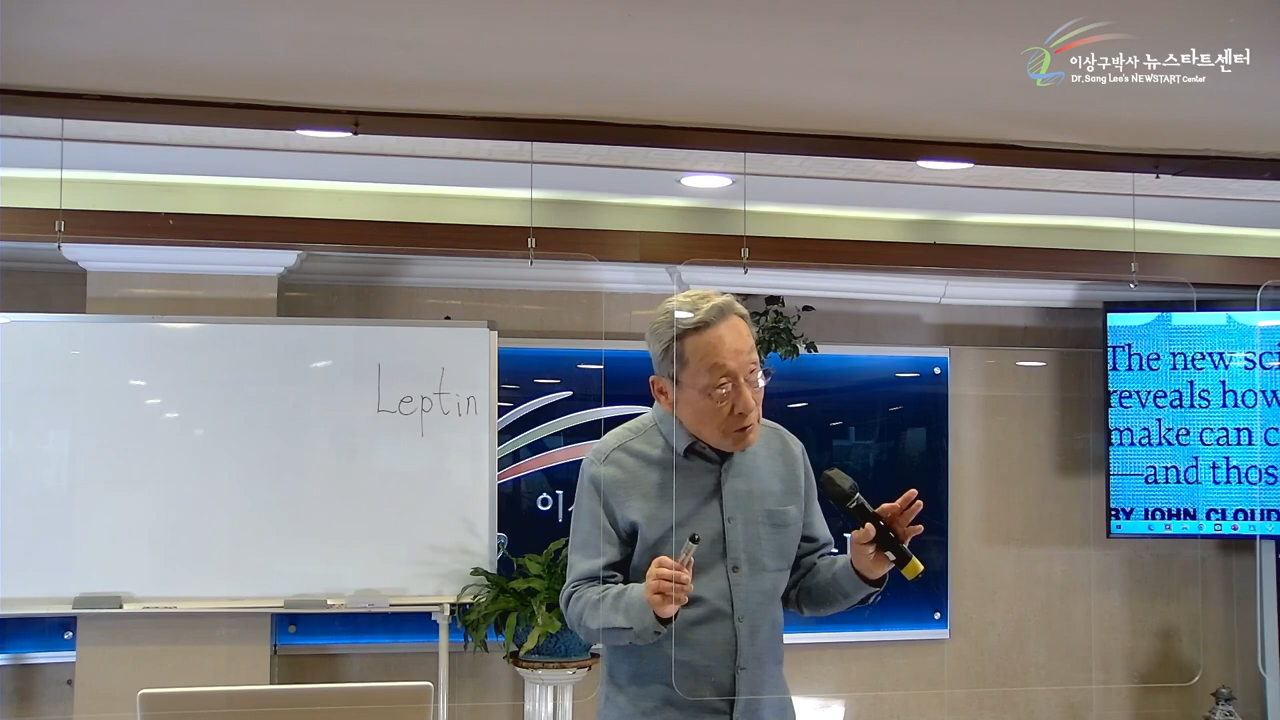 이상구박사 뉴스타트센터
Dr. Sang Lee's NEWSTART Center
Leptin
The new sci
reveals how
make can c
—and thos
BY JOHN CLOUD
이